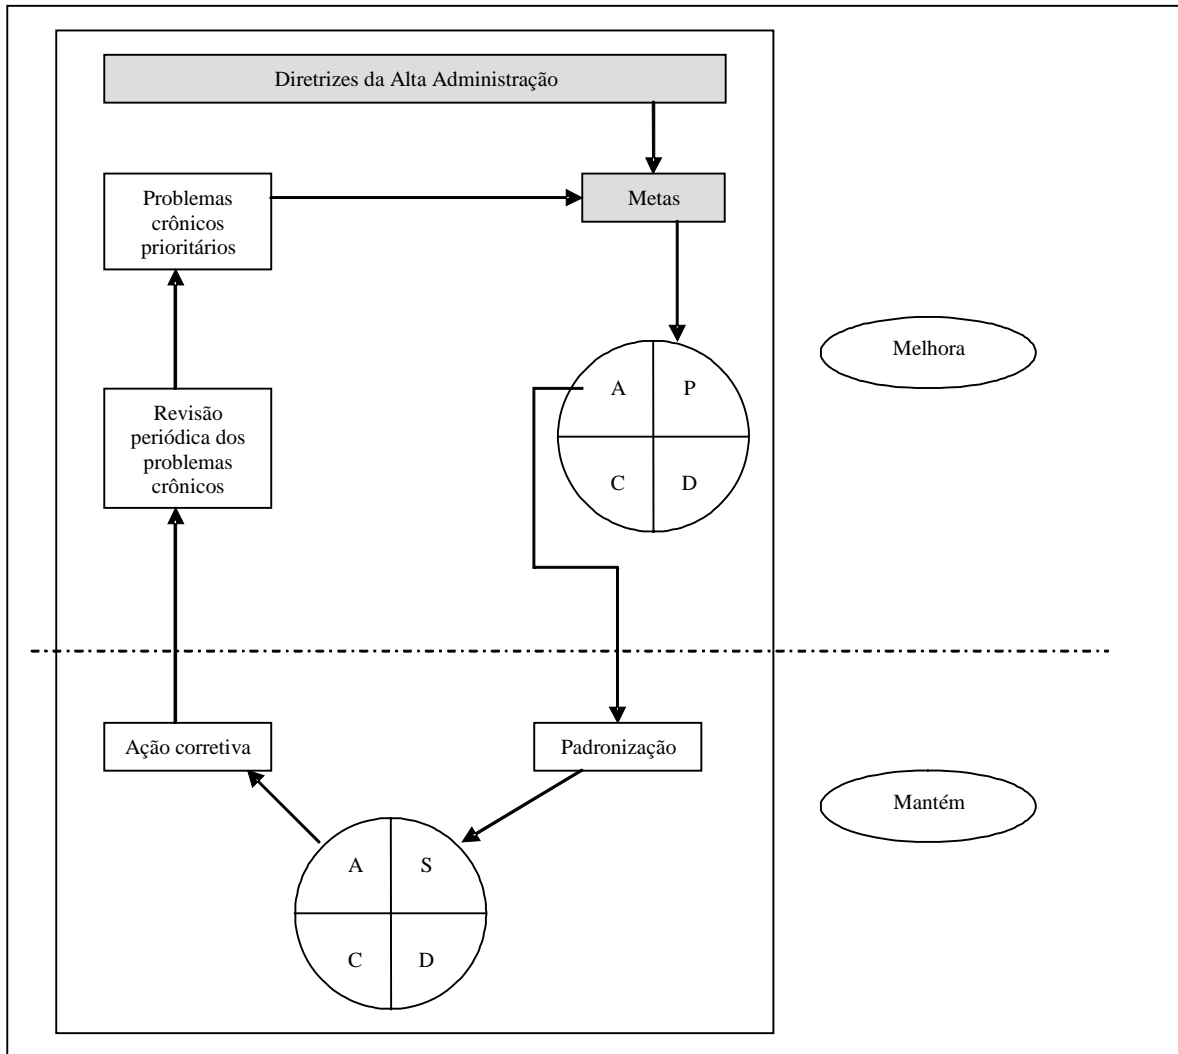 Diretrizes da Alta Administração
Problemas
crônicos
prioritários
Metas
Melhora
A P
C D
Revisão
periódica dos
problemas
crônicos
Ação corretiva
Padronização
Mantém
A S
C D